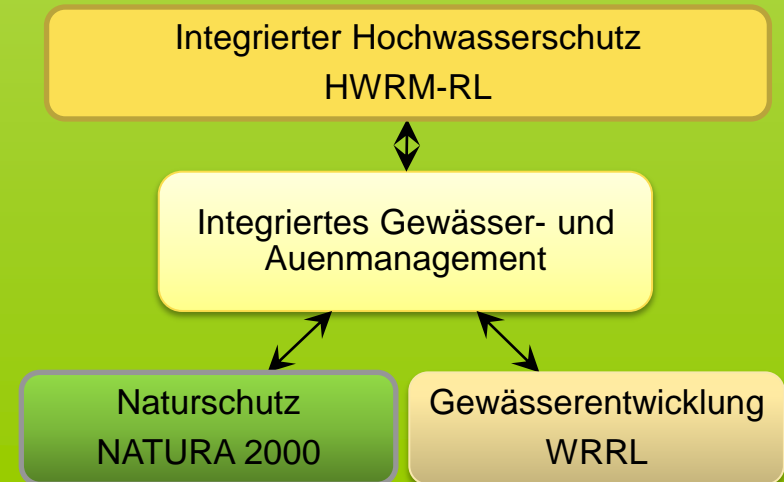 Integrierter Hochwasserschutz
HWRM-RL
Integriertes Gewässer- und
Auenmanagement
Naturschutz
NATURA 2000
Gewässerentwicklung
WRRL